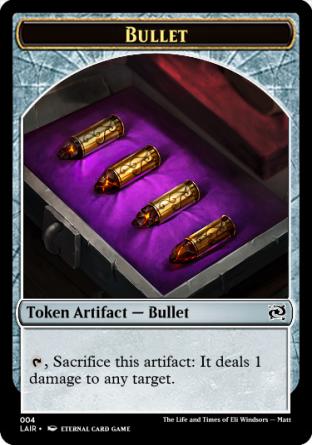 Bullet
Token Artifact — Bullet
, Sacrifice this artifact: It deals 1
damage to any target.
004
LAIR • ETERNAL CARD GAME
The Life and Times of Eli Windsors — Matt